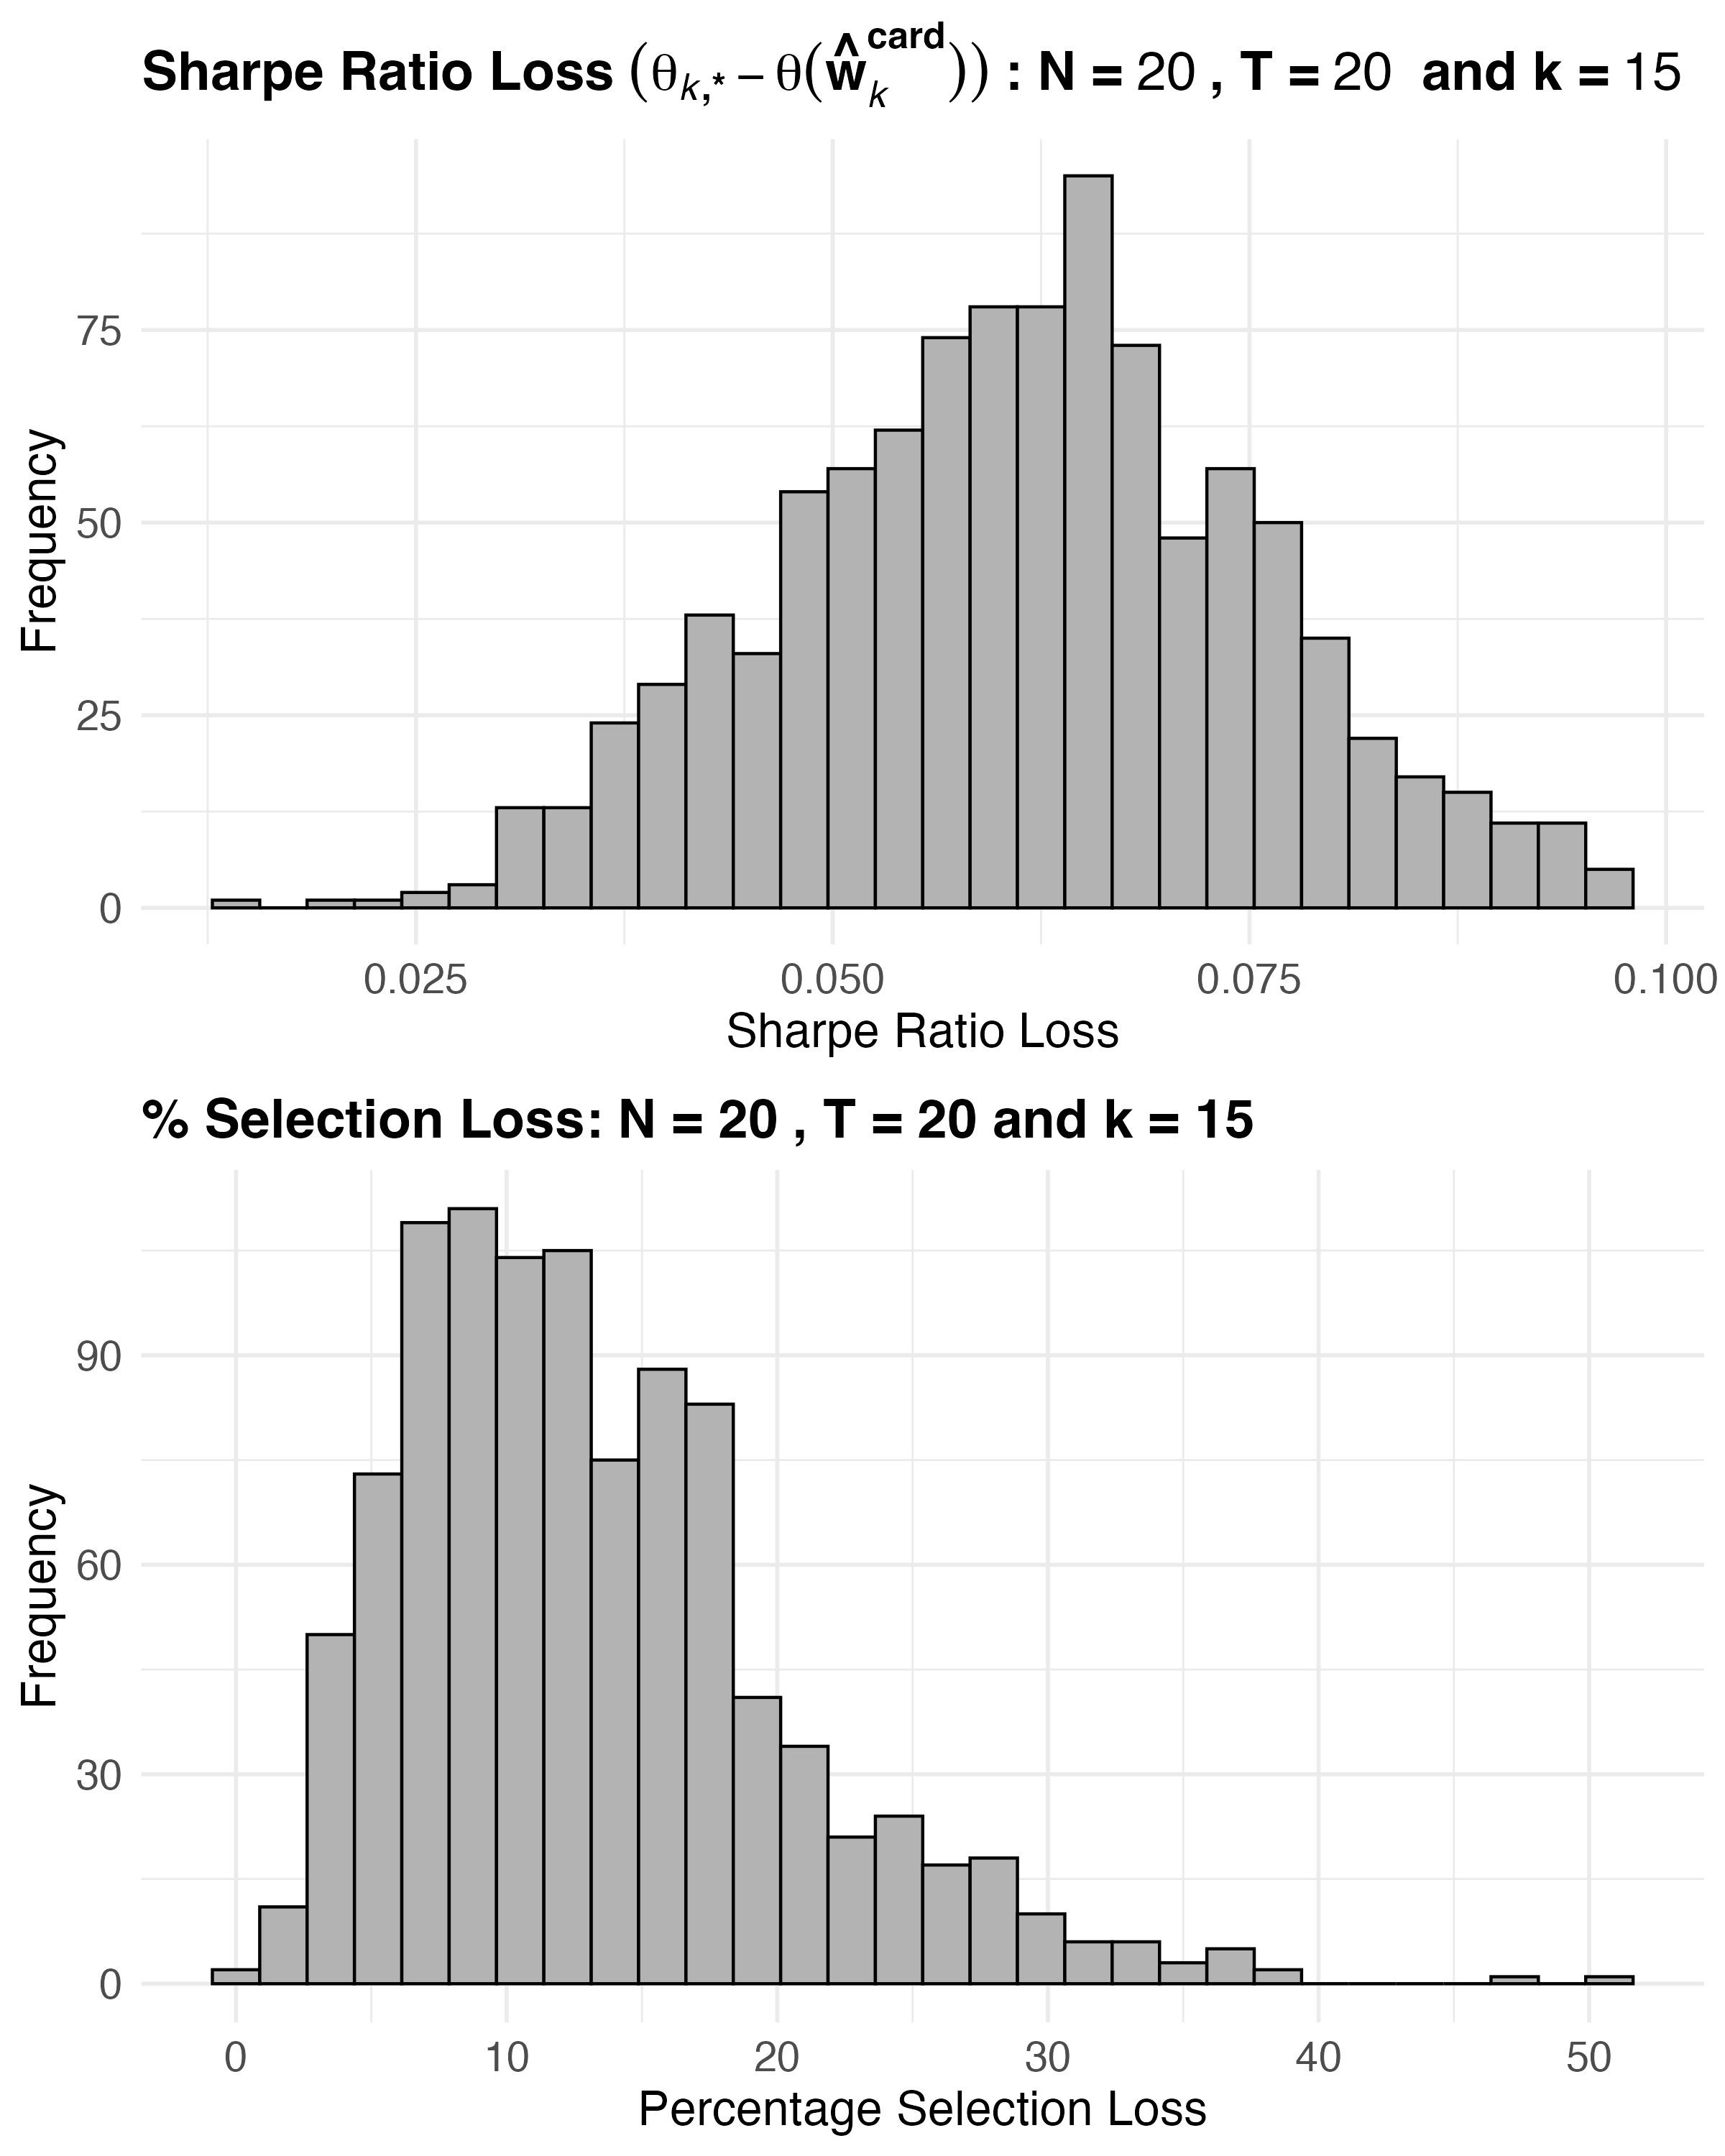 Sharpe Ratio Loss (θk,* − θ(ŵk^card)) : N = 20 , T = 20 and k = 15
Frequency
75
50
25
0
0.025 0.050 0.075 0.100
Sharpe Ratio Loss
% Selection Loss: N = 20 , T = 20 and k = 15
Frequency
90
60
30
0
0 10 20 30 40 50
Percentage Selection Loss